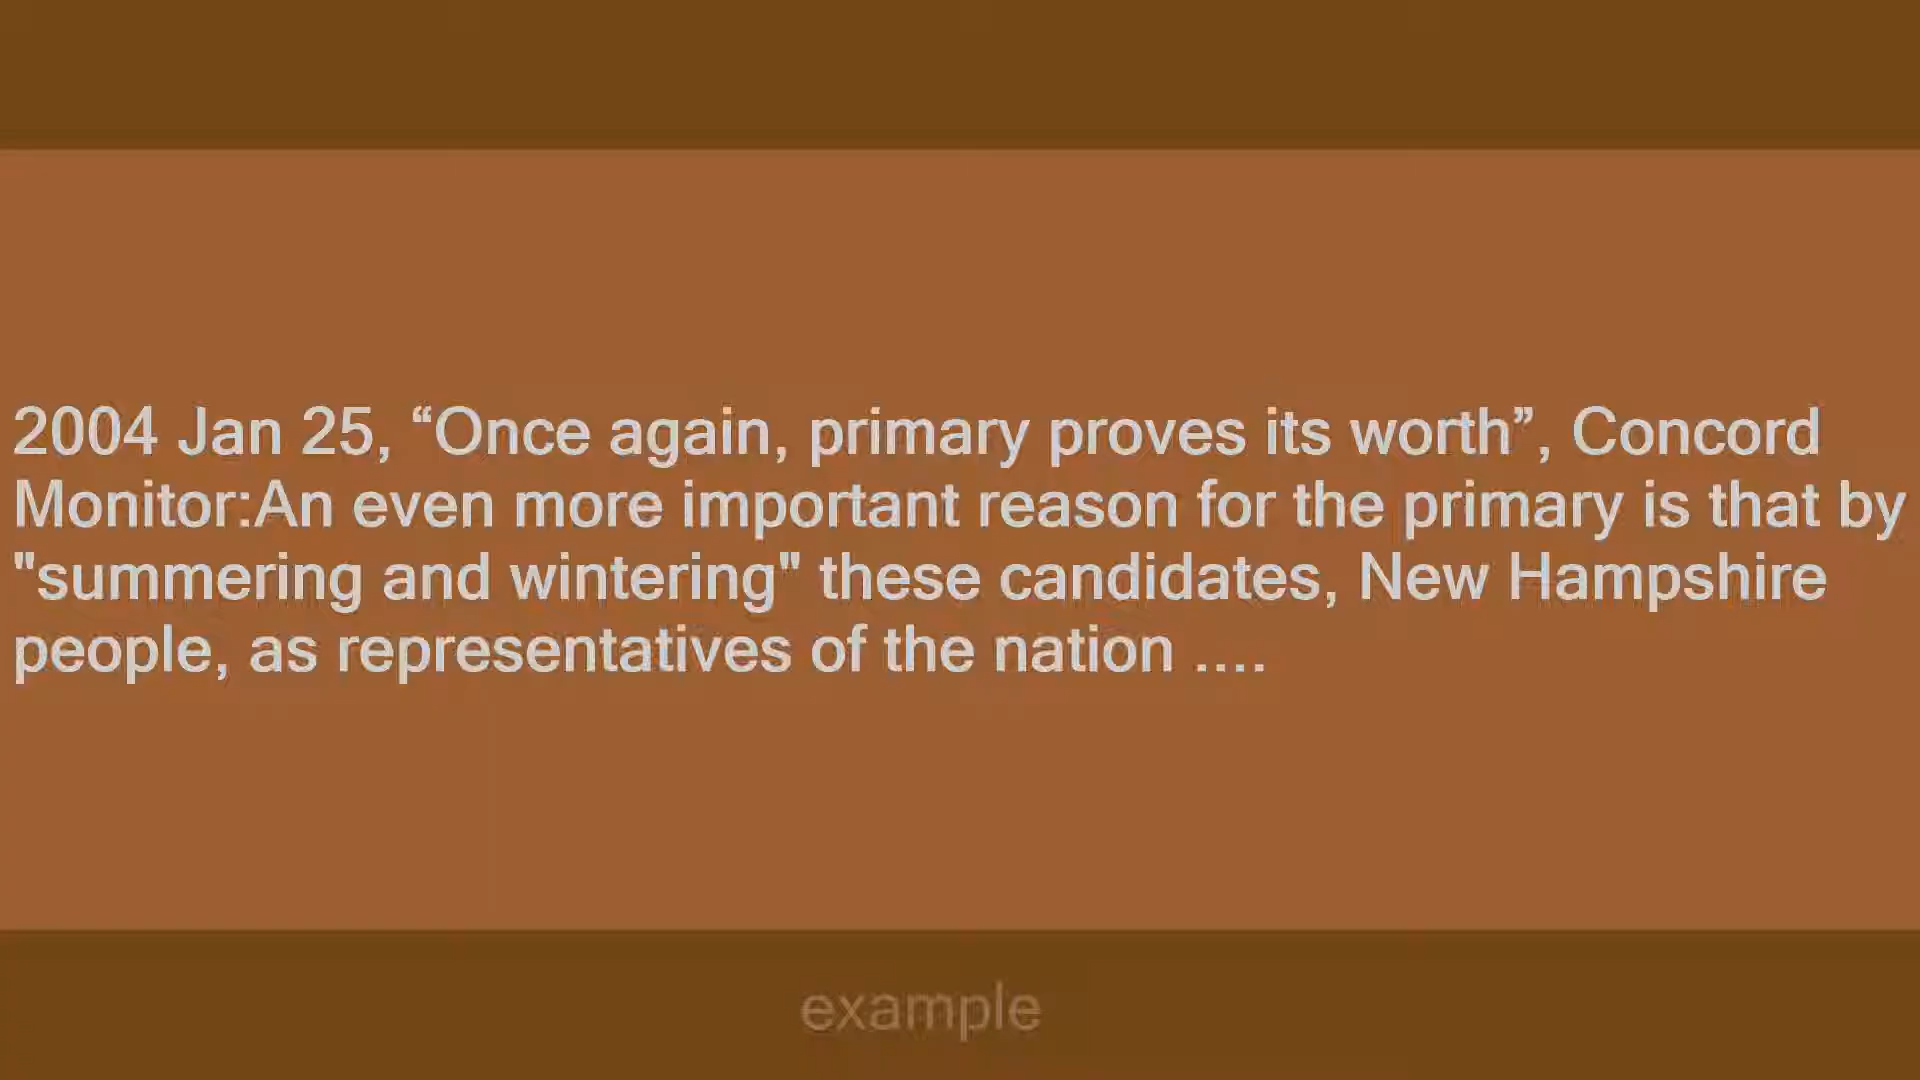 2004 Jan 25, “Once again, primary proves its worth”, Concord
Monitor:An even more important reason for the primary is that by
"summering and wintering" these candidates, New Hampshire
people, as representatives of the nation ....
example